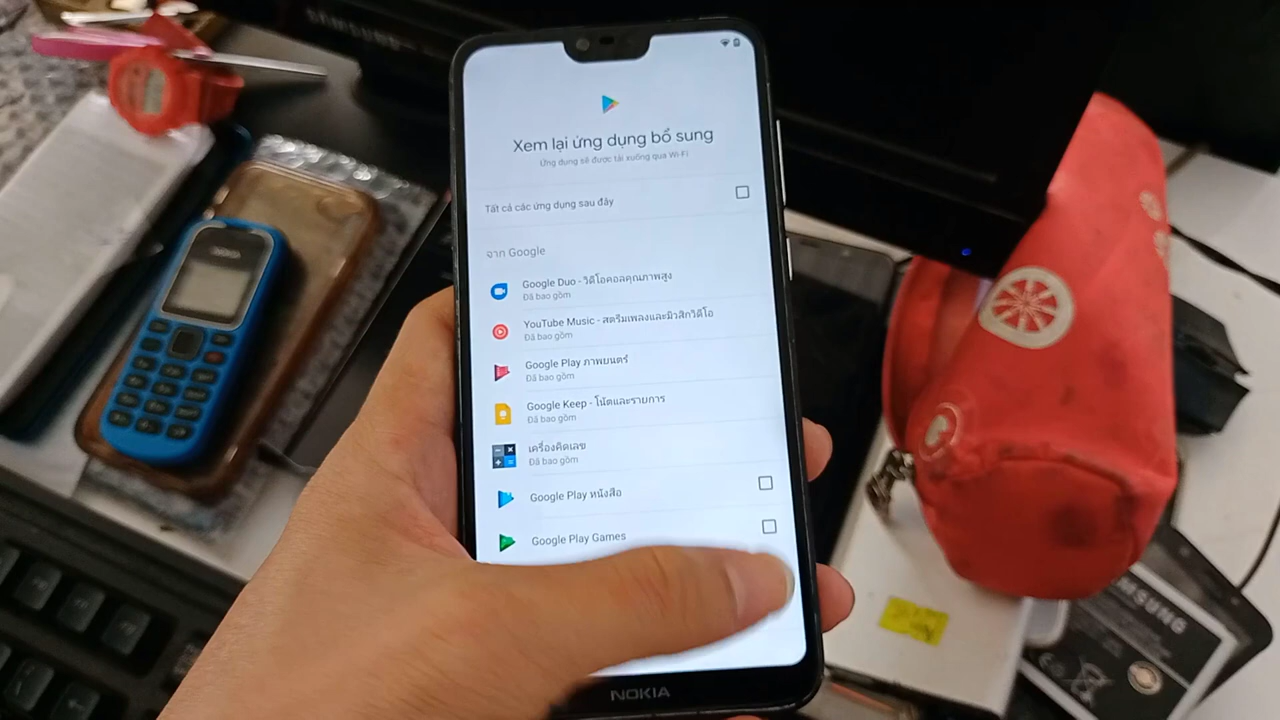 SAMSUNG
Xem lại ứng dụng bổ sung
Ứng dụng sẽ được tải xuống qua Wi-Fi
Tất cả các ứng dụng sau đây
จาก Google
Google Duo - วิดีโอคอลคุณภาพสูง
Đã bao gồm
YouTube Music - สตรีมเพลงและมิวสิกวิดีโอ
Đã bao gồm
Google Play ภาพยนตร์
Đã bao gồm
Google Keep - โน้ตและรายการ
Đã bao gồm
เครื่องคิดเลข
Đã bao gồm
Google Play หนังสือ
Google Play Games
NOKIA
NOKIA
SAMSUNG